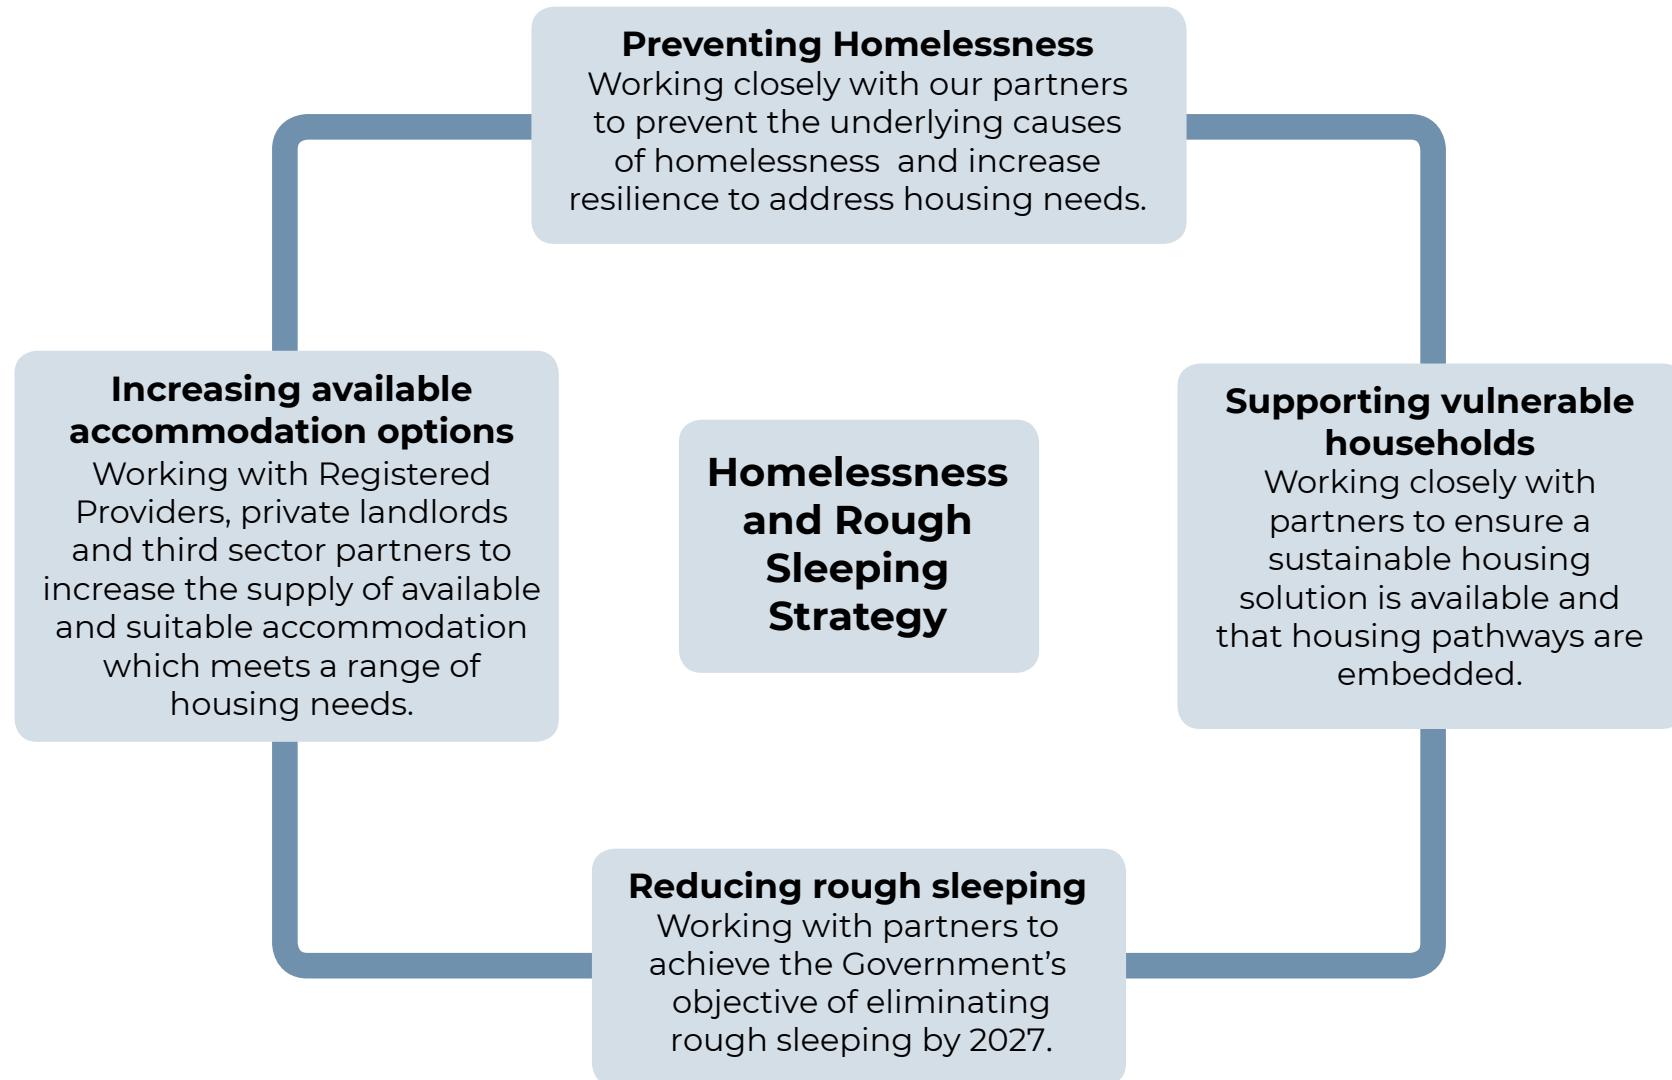 Preventing Homelessness
Working closely with our partners
to prevent the underlying causes
of homelessness  and increase
resilience to address housing needs.
Increasing available
accommodation options
Working with Registered
Providers, private landlords
and third sector partners to
increase the supply of available
and suitable accommodation
which meets a range of
housing needs.
Homelessness
and Rough
Sleeping
Strategy
Supporting vulnerable
households
Working closely with
partners to ensure a
sustainable housing
solution is available and
that housing pathways are
embedded.
Reducing rough sleeping
Working with partners to
achieve the Government’s
objective of eliminating
rough sleeping by 2027.